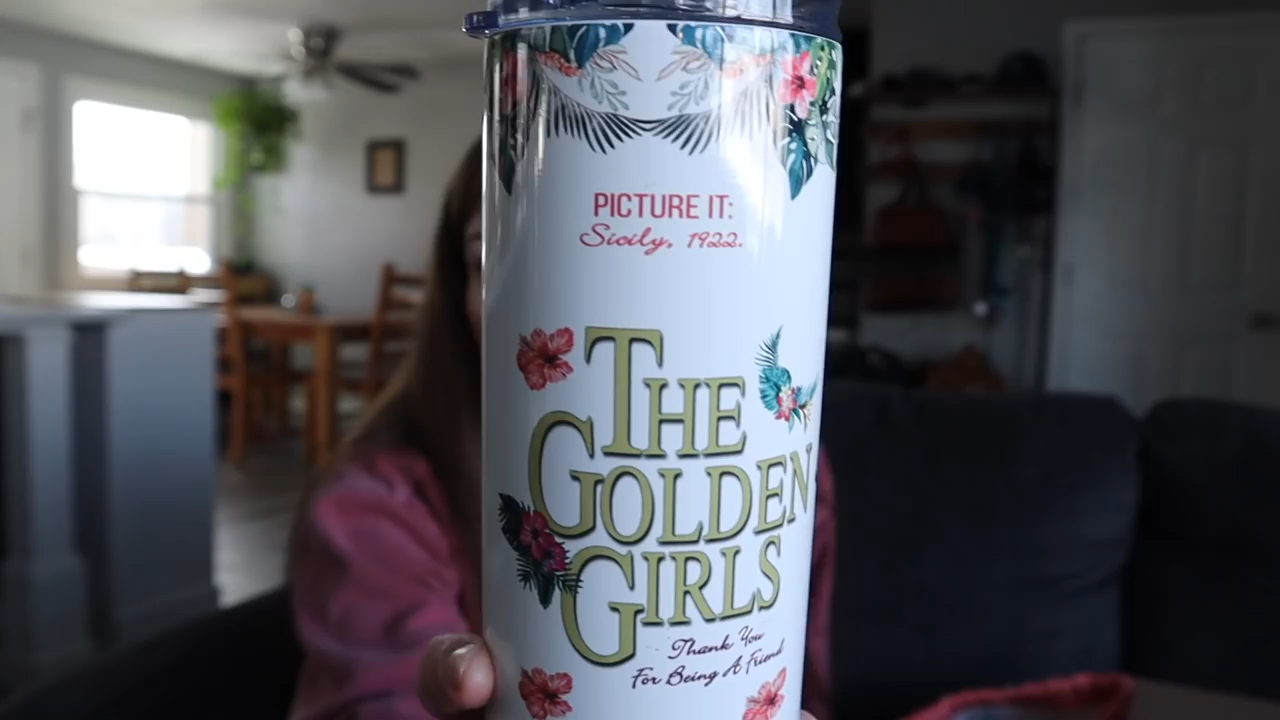 PICTURE IT:
Sicily, 1922.
THE
GOLDEN
GIRLS
Thank You
For Being A Friend